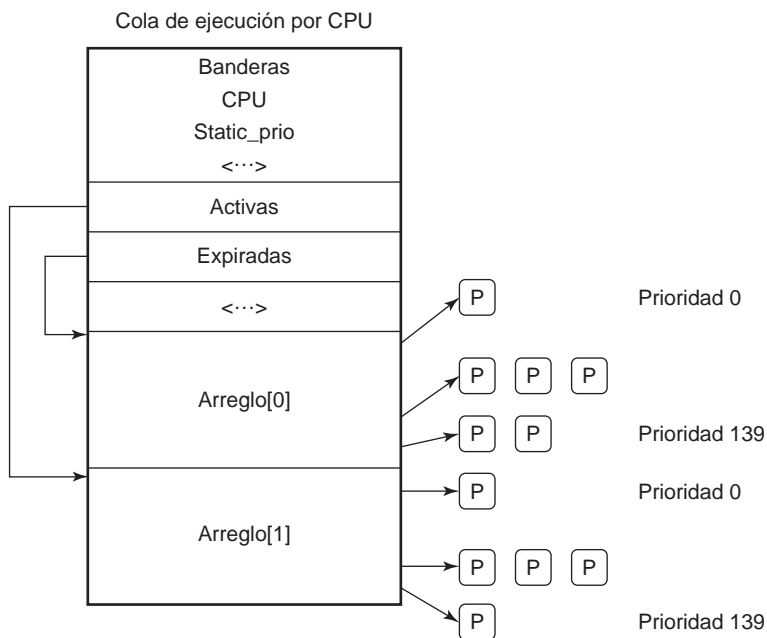 Cola de ejecución por CPU
Banderas
CPU
Static_prio
<···>
Activas
Expiradas
<···>
P Prioridad 0
Arreglo[0]
P P P
P P Prioridad 139
P Prioridad 0
Arreglo[1]
P P P
P Prioridad 139